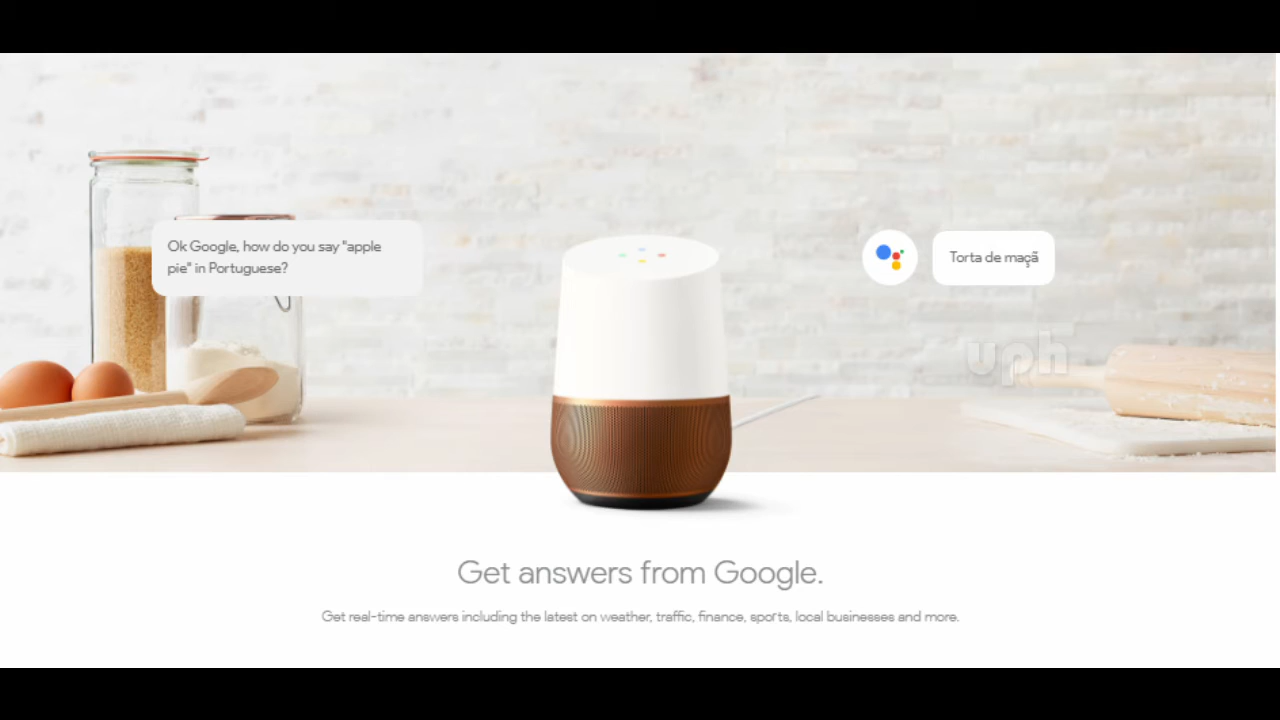 Ok Google, how do you say "apple
pie" in Portuguese?
Torta de maçã
uph
Get answers from Google.
Get real-time answers including the latest on weather, traffic, finance, sports, local businesses and more.